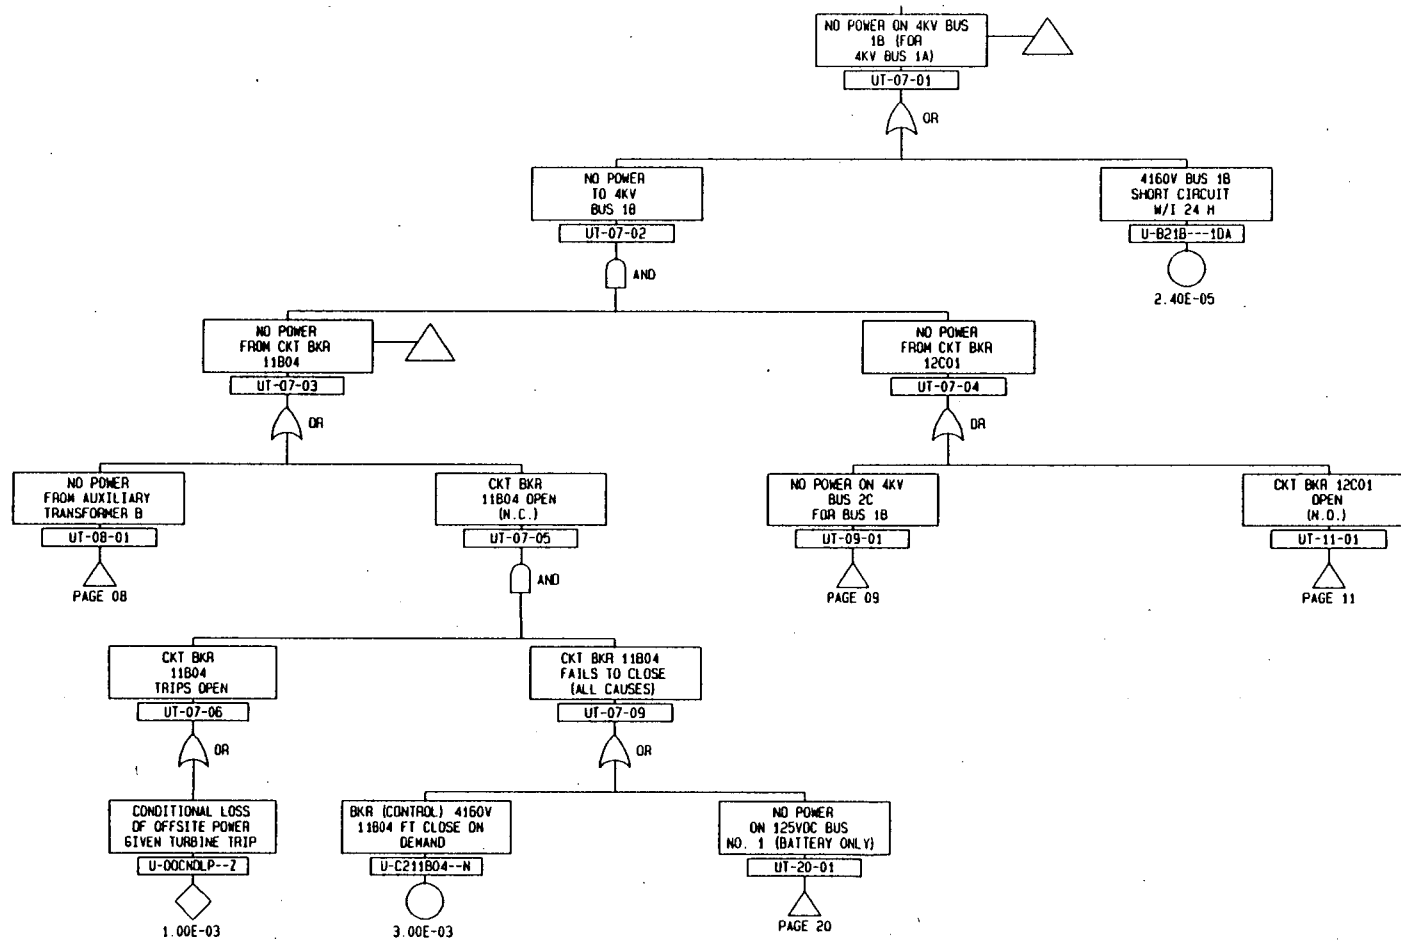 NO POWER ON 4KV BUS
1B (FOR
4KV BUS 1A)
UT-07-01
OR
NO POWER
TO 4KV
BUS 1B
UT-07-02
AND
4160V BUS 1B
SHORT CIRCUIT
W/I 24 H
U-B21B---1DA
2.40E-05
NO POWER
FROM CKT BKR
11B04
UT-07-03
OR
NO POWER
FROM CKT BKR
12C01
UT-07-04
OR
NO POWER
FROM AUXILIARY
TRANSFORMER B
UT-08-01
PAGE 08
CKT BKR
11B04 OPEN
(N.C.)
UT-07-05
AND
NO POWER ON 4KV
BUS 2C
FOR BUS 1B
UT-09-01
PAGE 09
CKT BKR 12C01
OPEN
(N.O.)
UT-11-01
PAGE 11
CKT BKR
11B04
TRIPS OPEN
UT-07-06
OR
CKT BKR 11B04
FAILS TO CLOSE
(ALL CAUSES)
UT-07-09
OR
CONDITIONAL LOSS
OF OFFSITE POWER
GIVEN TURBINE TRIP
U-OOCNDLP--Z
1.00E-03
BKR (CONTROL) 4160V
11B04 FT CLOSE ON
DEMAND
U-C211B04--N
3.00E-03
NO POWER
ON 125VDC BUS
NO. 1 (BATTERY ONLY)
UT-20-01
PAGE 20